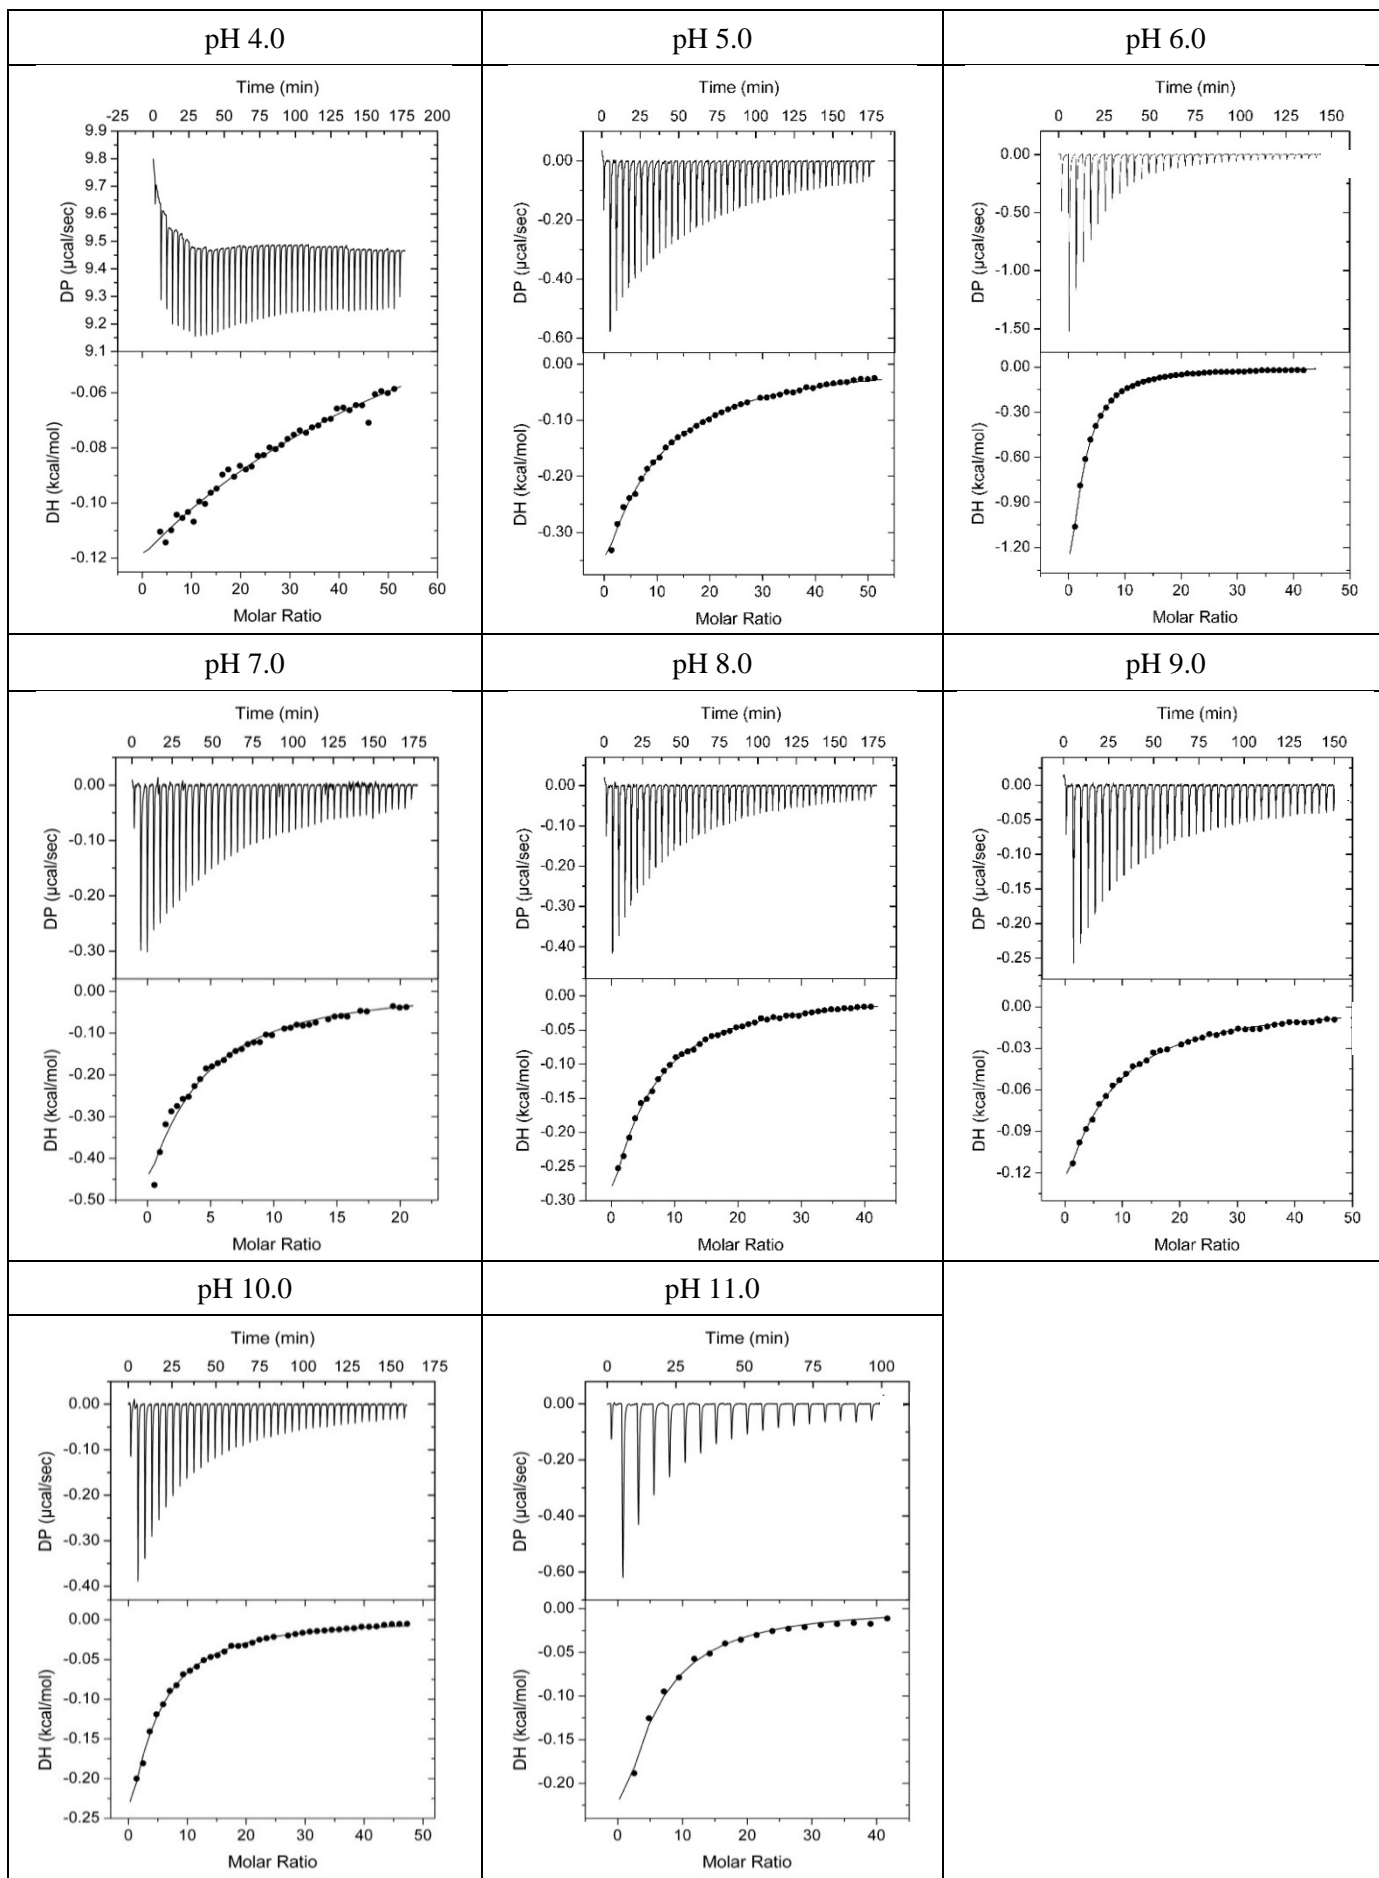 pH 4.0
pH 5.0
pH 6.0
Time (min)
-25 0 25 50 75 100 125 150 175 200
9.9
9.8
9.7
9.6
9.5
9.4
9.3
9.2
9.1
DP (µcal/sec)
-0.06
-0.08
-0.10
-0.12
DH (kcal/mol)
0 10 20 30 40 50 60
Molar Ratio
Time (min)
0 25 50 75 100 125 150 175
0.00
-0.20
-0.40
-0.60
DP (µcal/sec)
0.00
-0.10
-0.20
-0.30
DH (kcal/mol)
0 10 20 30 40 50
Molar Ratio
Time (min)
0 25 50 75 100 125 150
0.00
-0.50
-1.00
-1.50
DP (µcal/sec)
0.00
-0.30
-0.60
-0.90
-1.20
DH (kcal/mol)
0 10 20 30 40 50
Molar Ratio
pH 7.0
pH 8.0
pH 9.0
Time (min)
0 25 50 75 100 125 150 175
0.00
-0.10
-0.20
-0.30
DP (µcal/sec)
0.00
-0.10
-0.20
-0.30
-0.40
-0.50
DH (kcal/mol)
0 5 10 15 20
Molar Ratio
Time (min)
0 25 50 75 100 125 150 175
0.00
-0.10
-0.20
-0.30
-0.40
DP (µcal/sec)
0.00
-0.05
-0.10
-0.15
-0.20
-0.25
-0.30
DH (kcal/mol)
0 10 20 30 40
Molar Ratio
Time (min)
0 25 50 75 100 125 150
0.00
-0.05
-0.10
-0.15
-0.20
-0.25
DP (µcal/sec)
0.00
-0.03
-0.06
-0.09
-0.12
DH (kcal/mol)
0 10 20 30 40 50
Molar Ratio
pH 10.0
pH 11.0
Time (min)
0 25 50 75 100 125 150 175
0.00
-0.10
-0.20
-0.30
-0.40
DP (µcal/sec)
0.00
-0.05
-0.10
-0.15
-0.20
-0.25
DH (kcal/mol)
0 10 20 30 40 50
Molar Ratio
Time (min)
0 25 50 75 100
0.00
-0.20
-0.40
-0.60
DP (µcal/sec)
0.00
-0.05
-0.10
-0.15
-0.20
DH (kcal/mol)
0 10 20 30 40
Molar Ratio